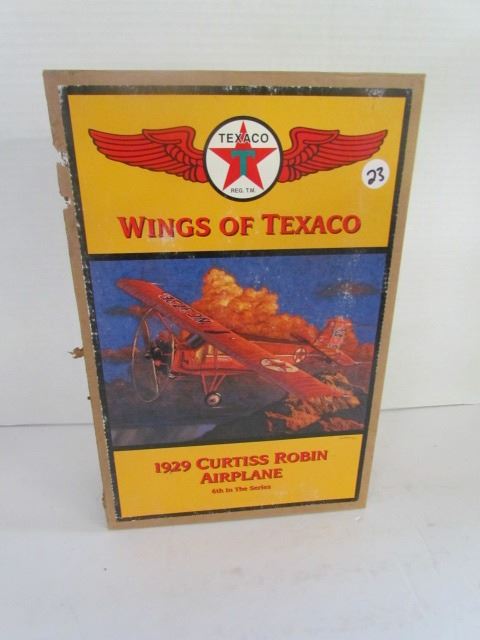 TEXACO
T
REG. T.M.
23
WINGS OF TEXACO
1929 CURTISS ROBIN
AIRPLANE
6th In The Series